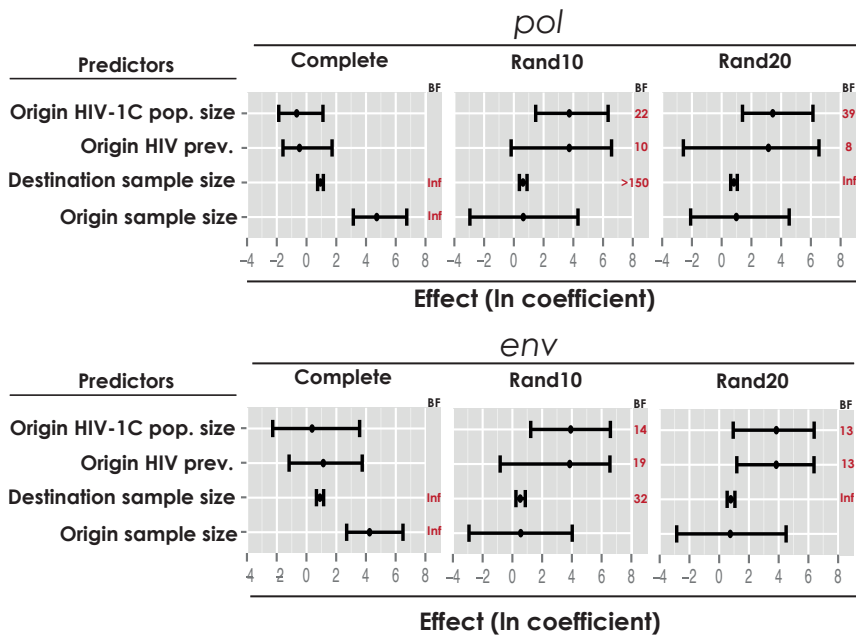 pol
Predictors Complete Rand10 Rand20
BF BF BF
Origin HIV-1C pop. size 22 39
Origin HIV prev. 10 8
Destination sample size Inf >150 Inf
Origin sample size Inf
−4 −2 0 2 4 6 8 −4 −2 0 2 4 6 8 −4 −2 0 2 4 6 8
Effect (ln coefficient)
env
Predictors Complete Rand10 Rand20
BF BF BF
Origin HIV-1C pop. size 14 13
Origin HIV prev. 19 13
Destination sample size Inf 32 Inf
Origin sample size Inf
−4 −2 0 2 4 6 8 −4 −2 0 2 4 6 8 −4 −2 0 2 4 6 8
Effect (ln coefficient)